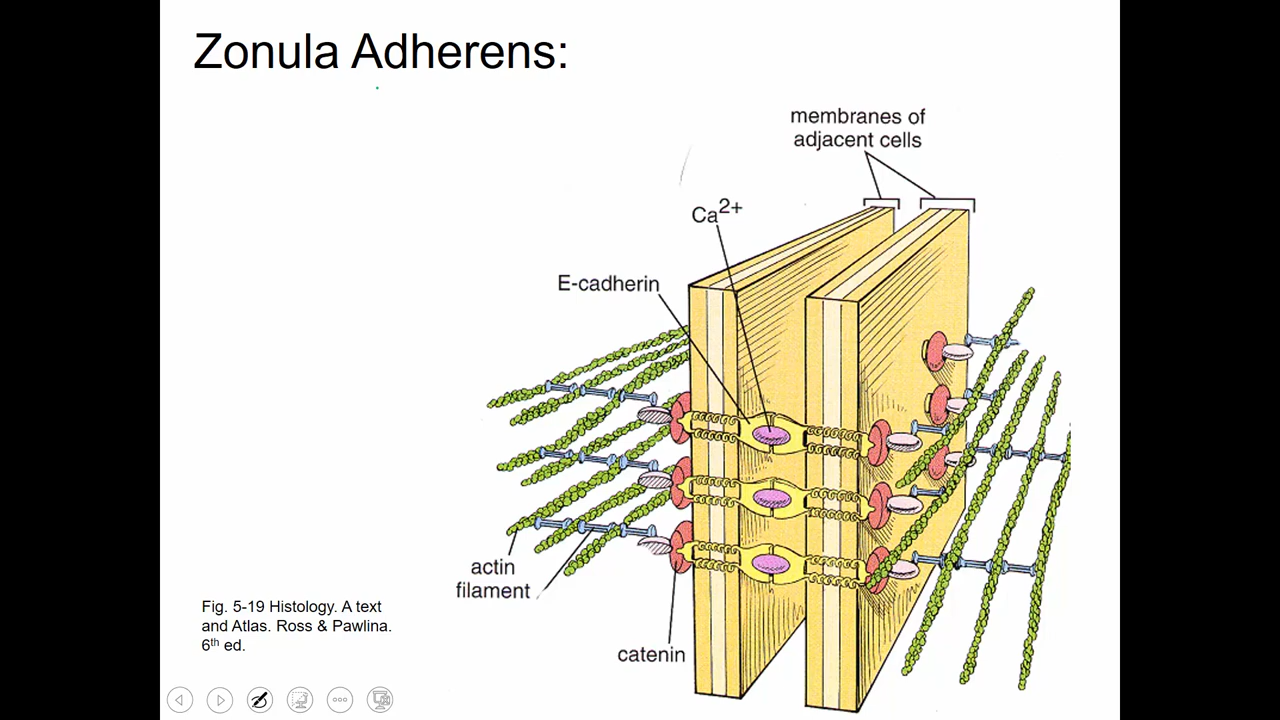 Zonula Adherens:
membranes of
adjacent cells
Ca2+
E-cadherin
actin
filament
catenin
Fig. 5-19 Histology. A text
and Atlas. Ross & Pawlina.
6th ed.